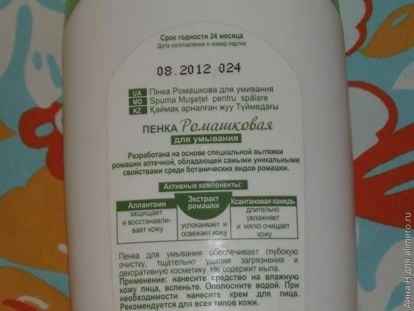 Срок годности 24 месяца
Дата изготовления и номер партии
08.2012 024
UA Пінка Ромашкова для умивання
MD Spuma Muşeţel pentru spălare
KZ Қаймақ арналған жуу Түймедағы
ПЕНКА Ромашковая
для умывания
Разработана на основе специальной вытяжки
ромашки аптечной, обладающей самыми уникальными
свойствами среди ботанических видов ромашки.
Активные компоненты:
Аллантоин
защищает
и восстанавли-
вает кожу
Экстракт
ромашки
успокаивает и
освежает кожу
Ксантановая камедь
длительно
увлажняет
и мягко очищает
кожу
Пенка для умывания обеспечивает глубокую
очистку, тщательно удаляя загрязнения и
декоративную косметику. Не содержит мыла.
Применение: нанесите средство на влажную
кожу лица, вспеньте. Ополосните водой. При
необходимости нанесите крем для лица.
Рекомендуется для всех типов кожи.
Анна Н для alimero.ru